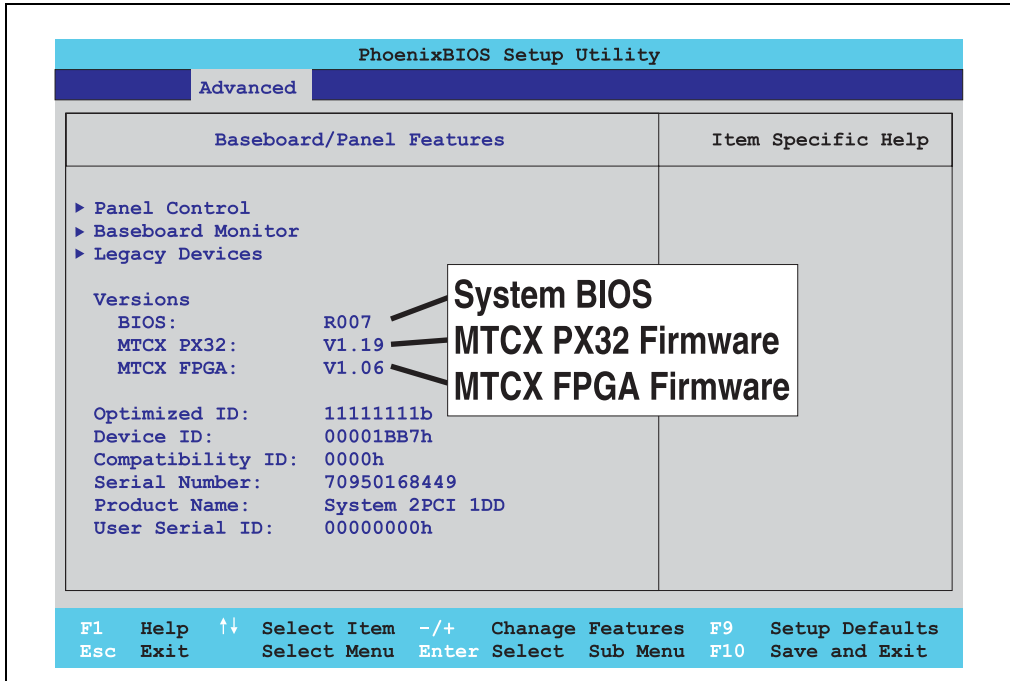 PhoenixBIOS Setup Utility
Advanced
Baseboard/Panel Features
Item Specific Help
Panel Control
Baseboard Monitor
Legacy Devices
Versions
BIOS: R007
MTCX PX32: V1.19
MTCX FPGA: V1.06
System BIOS
MTCX PX32 Firmware
MTCX FPGA Firmware
Optimized ID: 11111111b
Device ID: 00001BB7h
Compatibility ID: 0000h
Serial Number: 70950168449
Product Name: System 2PCI 1DD
User Serial ID: 00000000h
F1 Help ↑↓ Select Item -/+ Chanage Features F9 Setup Defaults
Esc Exit Select Menu Enter Select Sub Menu F10 Save and Exit